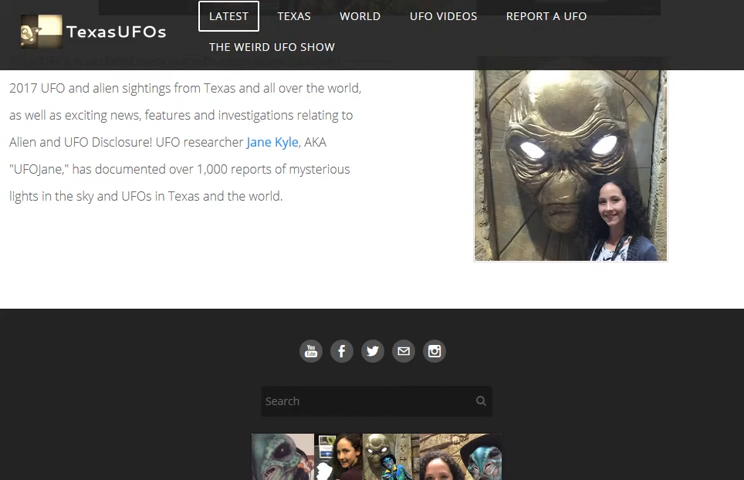 TexasUFOs
LATEST
TEXAS
WORLD
UFO VIDEOS
REPORT A UFO
THE WEIRD UFO SHOW
2017 UFO and alien sightings from Texas and all over the world,
as well as exciting news, features and investigations relating to
Alien and UFO Disclosure! UFO researcher Jane Kyle, AKA
"UFOJane," has documented over 1,000 reports of mysterious
lights in the sky and UFOs in Texas and the world.
You Tube
Search